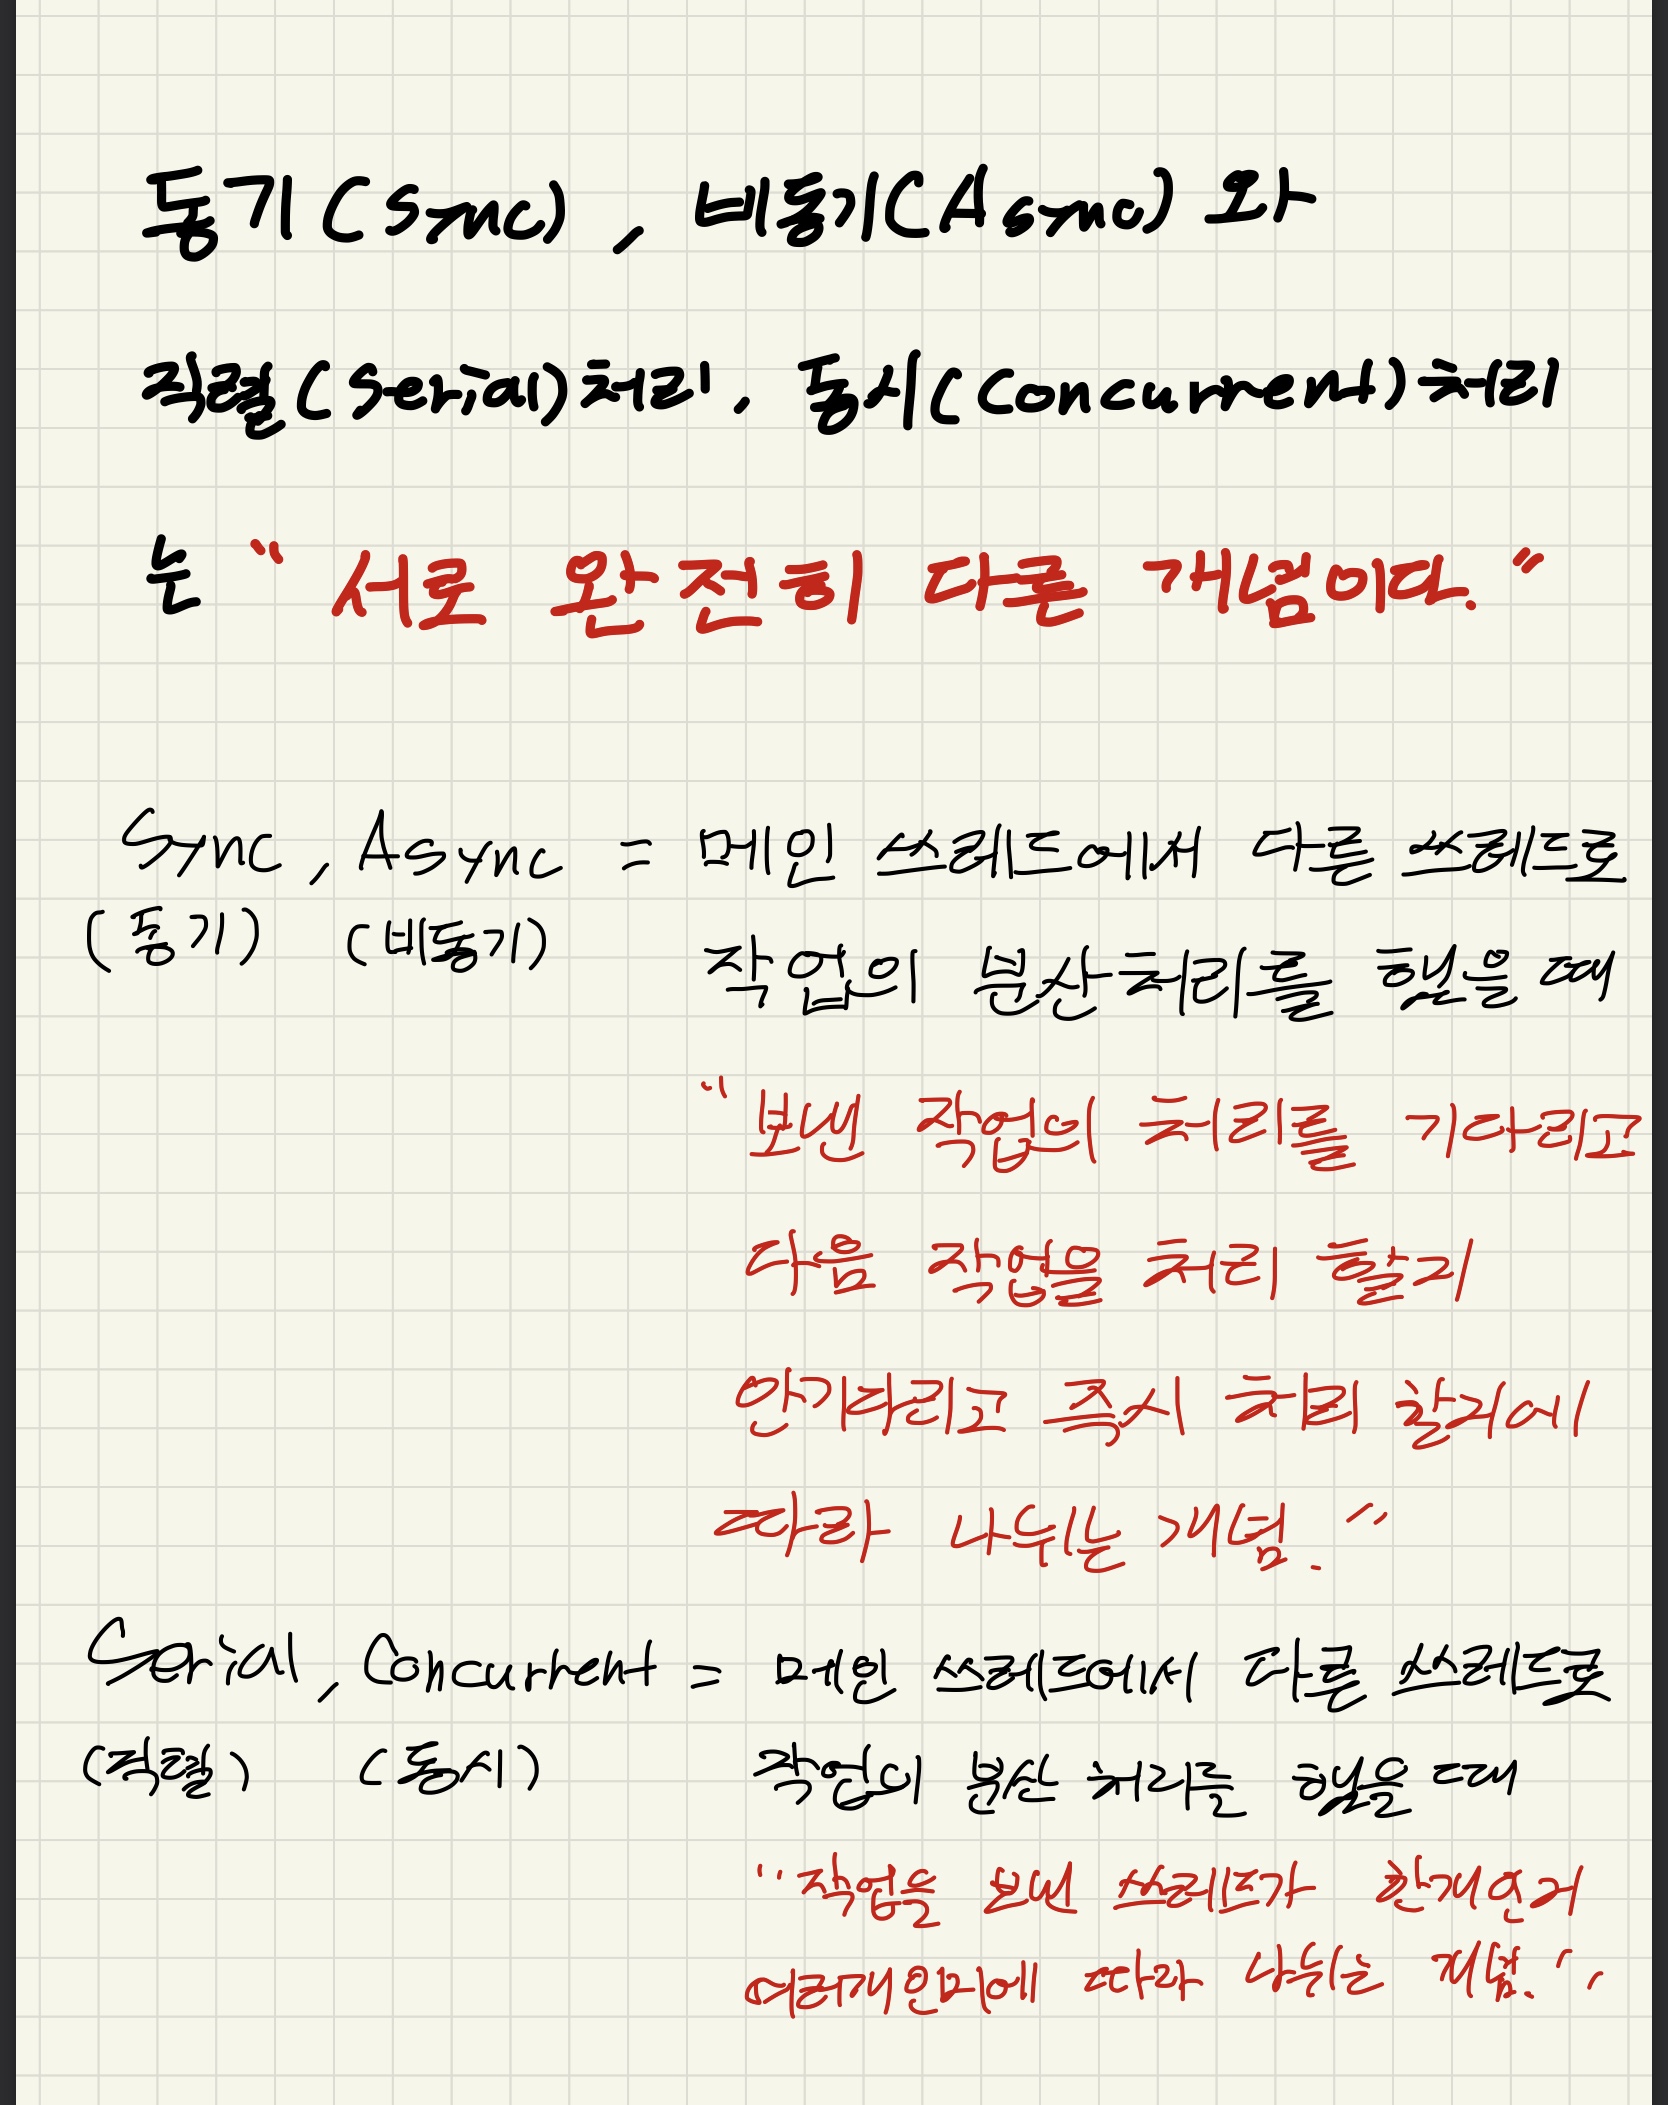 동기(Sync), 비동기(Async)와
직렬(Serial)처리, 동시(Concurrent)처리
는 "서로 완전히 다른 개념이다."
Sync, Async = 메인 쓰레드에서 다른 쓰레드로
(동기) (비동기) 작업의 분산처리를 했을 때
"보낸 작업의 처리를 기다리고
다음 작업을 처리 할지
안기다리고 즉시 처리 할지에
따라 나뉘는 개념."
Serial, Concurrent = 메인 쓰레드에서 다른 쓰레드로
(직렬) (동시) 작업의 분산 처리를 했을 때
"작업을 보낸 쓰레드가 한개인지
여러개인지에 따라 나뉘는 개념."